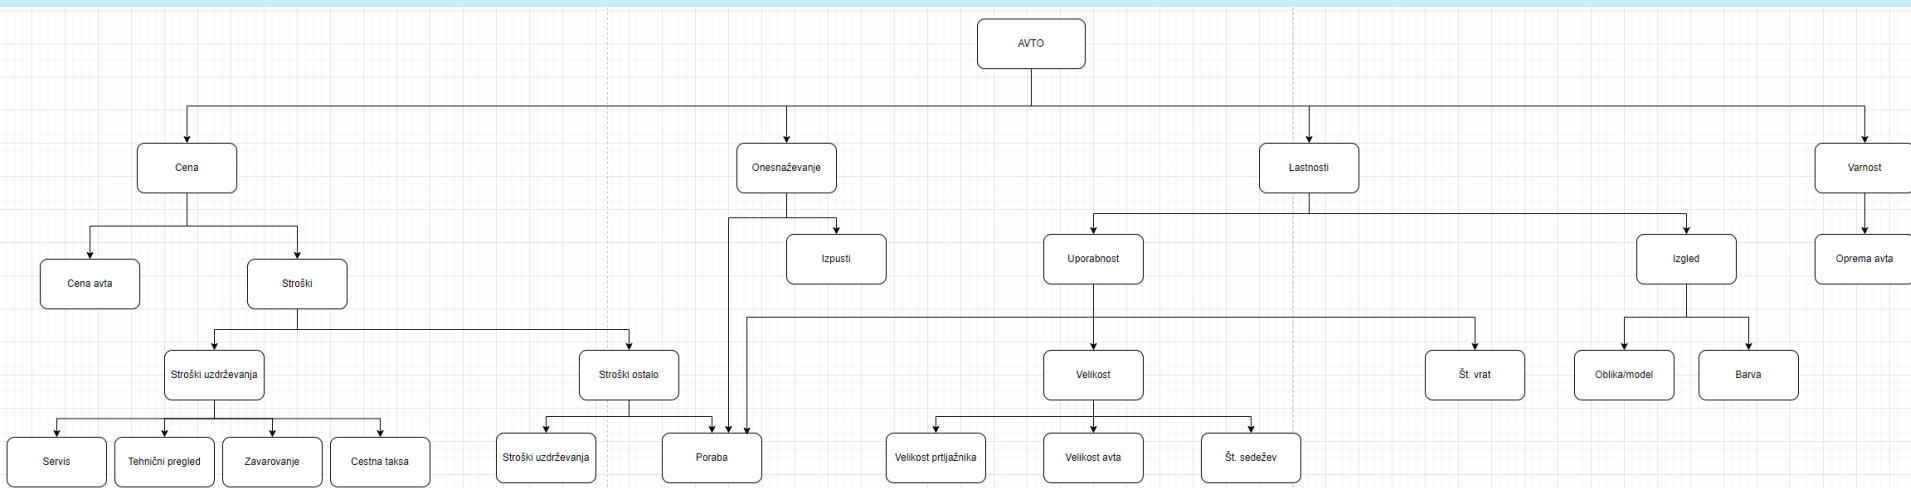 AVTO
Cena
Onesnaževanje
Lastnosti
Varnost
Cena avta
Stroški
Izpusti
Uporabnost
Izgled
Oprema avta
Stroški uzdrževanja
Stroški ostalo
Velikost
Št. vrat
Oblika/model
Barva
Servis
Tehnični pregled
Zavarovanje
Cestna taksa
Stroški uzdrževanja
Poraba
Velikost prtljažnika
Velikost avta
Št. sedežev